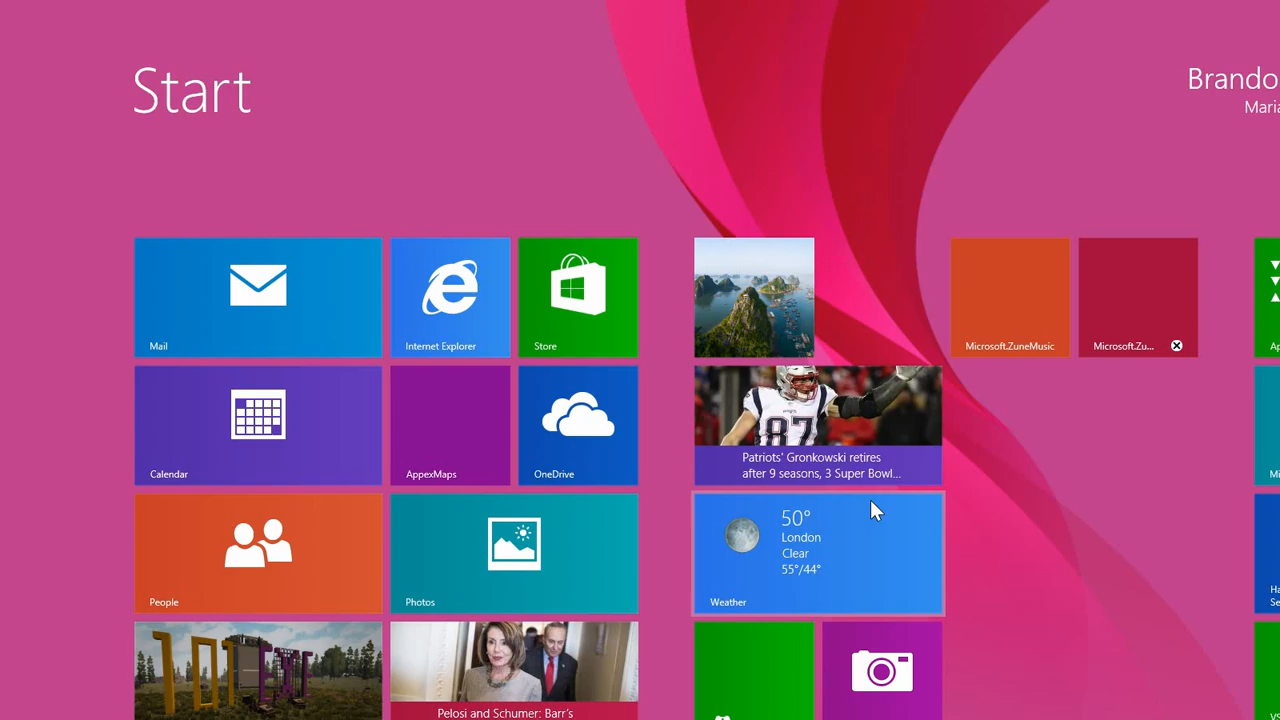 Start
Brando
Maria
Mail
Internet Explorer
Store
Microsoft.ZuneMusic
Microsoft.Zu...
Calendar
AppexMaps
OneDrive
87
Patriots' Gronkowski retires
after 9 seasons, 3 Super Bowl...
50°
London
Clear
55°/44°
People
Photos
Weather
Pelosi and Schumer: Barr's